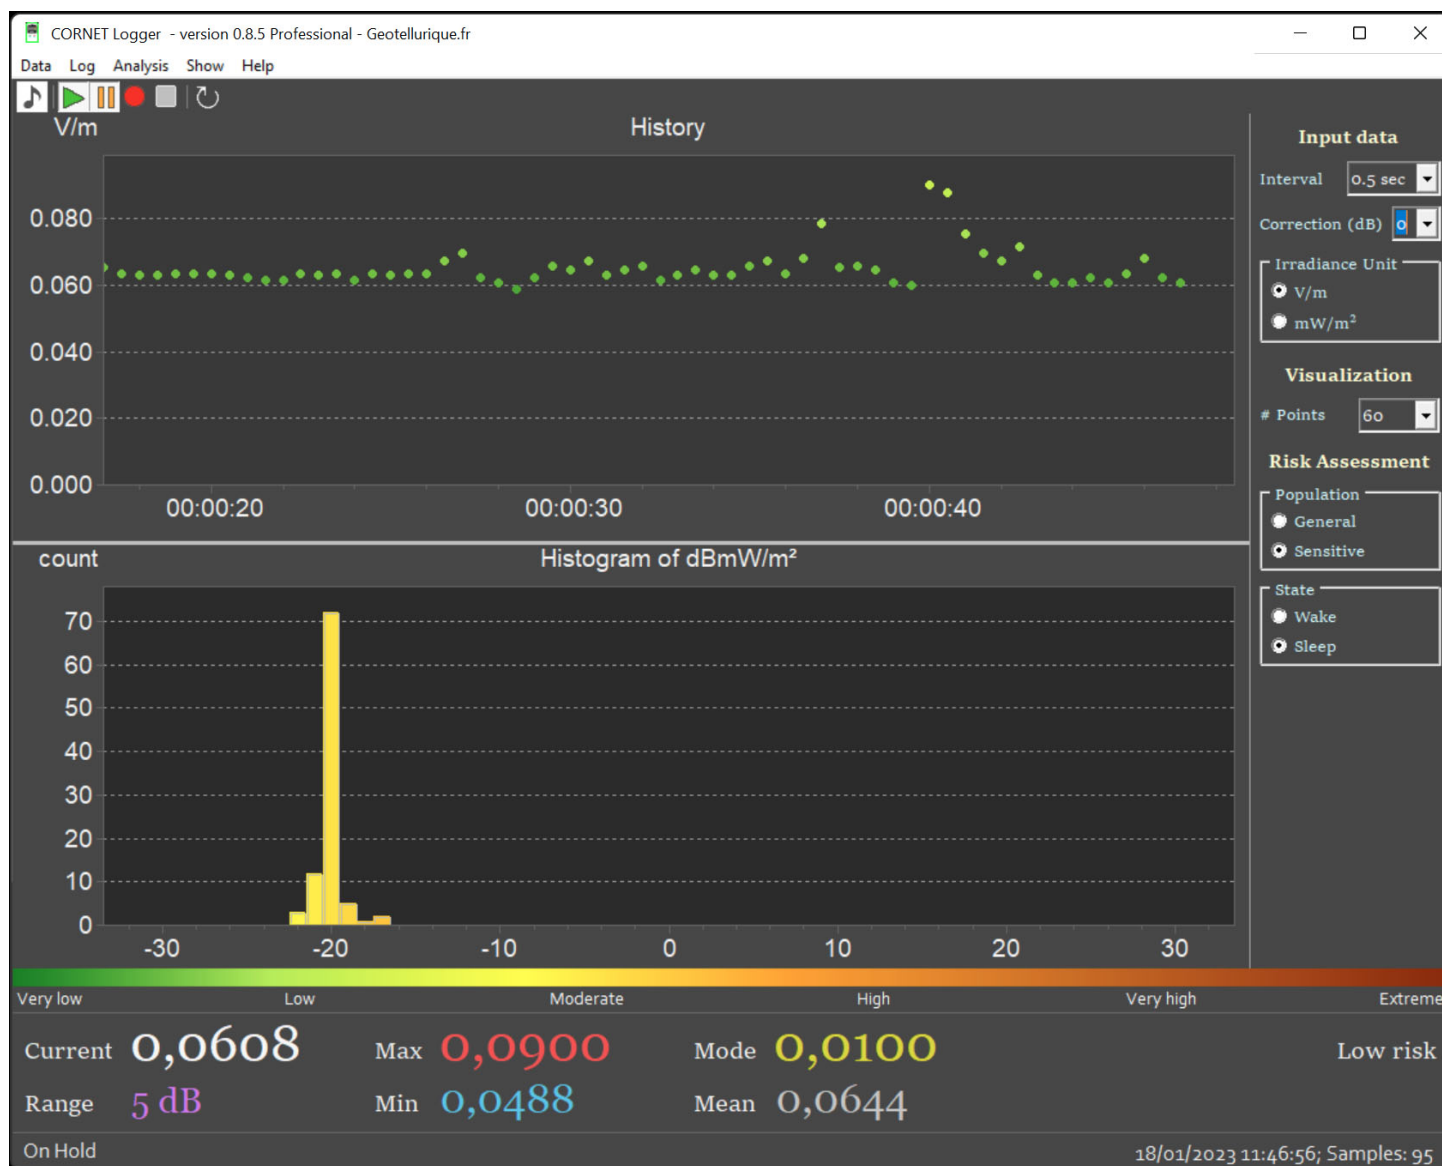 CORNET Logger - version 0.8.5 Professional - Geotellurique.fr
Data Log Analysis Show Help
V/m History
0.080
0.060
0.040
0.020
0.000
00:00:20 00:00:30 00:00:40
count Histogram of dBmW/m²
70
60
50
40
30
20
10
0
-30 -20 -10 0 10 20 30
Input data
Interval 0.5 sec
Correction (dB) 0
Irradiance Unit
V/m
mW/m²
Visualization
# Points 60
Risk Assessment
Population
General
Sensitive
State
Wake
Sleep
Very low Low Moderate High Very high Extreme
Current 0,0608 Max 0,0900 Mode 0,0100 Low risk
Range 5 dB Min 0,0488 Mean 0,0644
On Hold 18/01/2023 11:46:56; Samples: 95